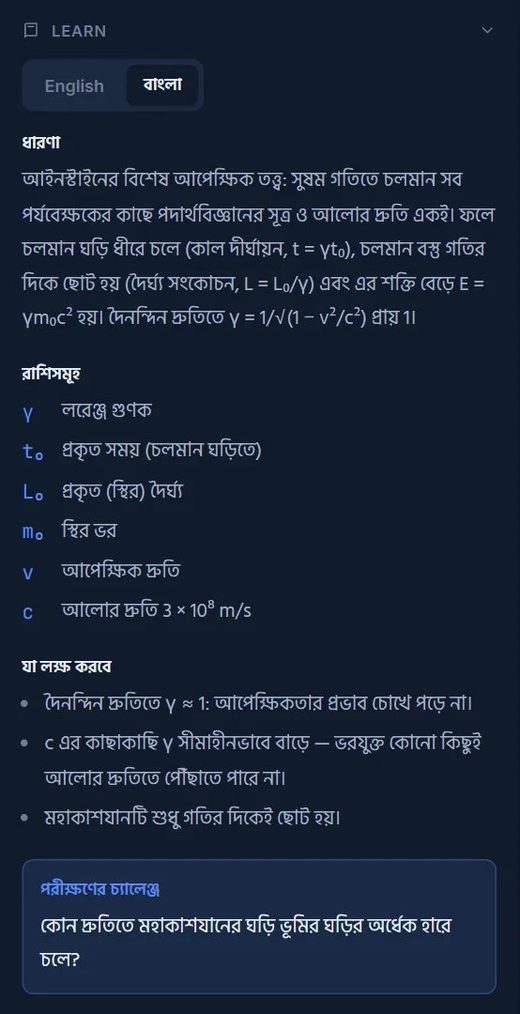 LEARN
English বাংলা
ধারণা
আইনস্টাইনের বিশেষ আপেক্ষিক তত্ত্ব: সুষম গতিতে চলমান সব
পর্যবেক্ষকের কাছে পদার্থবিজ্ঞানের সূত্র ও আলোর দ্রুতি একই। ফলে
চলমান ঘড়ি ধীরে চলে (কাল দীর্ঘায়ন, t = γt₀), চলমান বস্তু গতির
দিকে ছোট হয় (দৈর্ঘ্য সংকোচন, L = L₀/γ) এবং এর শক্তি বেড়ে E =
γm₀c² হয়। দৈনন্দিন দ্রুতিতে γ = 1/√(1 − v²/c²) প্রায় 1।
রাশিসমূহ
γ লরেঞ্জ গুণক
t₀ প্রকৃত সময় (চলমান ঘড়িতে)
L₀ প্রকৃত (স্থির) দৈর্ঘ্য
m₀ স্থির ভর
v আপেক্ষিক দ্রুতি
c আলোর দ্রুতি 3 × 10⁸ m/s
যা লক্ষ করবে
• দৈনন্দিন দ্রুতিতে γ ≈ 1: আপেক্ষিকতার প্রভাব চোখে পড়ে না।
• c এর কাছাকাছি γ সীমাহীনভাবে বাড়ে — ভরযুক্ত কোনো কিছুই
আলোর দ্রুতিতে পৌঁছাতে পারে না।
• মহাকাশযানটি শুধু গতির দিকেই ছোট হয়।
পরীক্ষণের চ্যালেঞ্জ
কোন দ্রুতিতে মহাকাশযানের ঘড়ি ভূমির ঘড়ির অর্ধেক হারে
চলে?